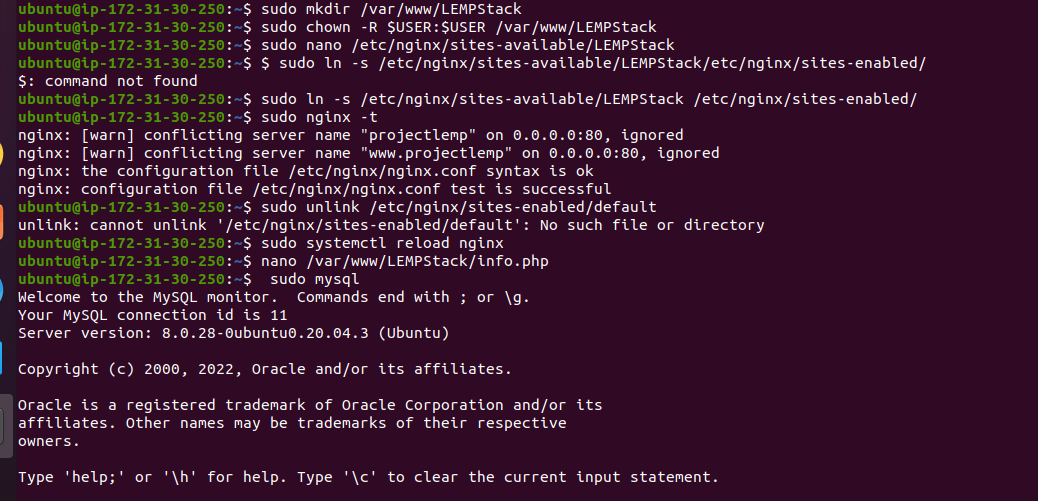 ubuntu@ip-172-31-30-250:~$ sudo mkdir /var/www/LEMPStack
ubuntu@ip-172-31-30-250:~$ sudo chown -R $USER:$USER /var/www/LEMPStack
ubuntu@ip-172-31-30-250:~$ sudo nano /etc/nginx/sites-available/LEMPStack
ubuntu@ip-172-31-30-250:~$ $ sudo ln -s /etc/nginx/sites-available/LEMPStack/etc/nginx/sites-enabled/
$: command not found
ubuntu@ip-172-31-30-250:~$ sudo ln -s /etc/nginx/sites-available/LEMPStack /etc/nginx/sites-enabled/
ubuntu@ip-172-31-30-250:~$ sudo nginx -t
nginx: [warn] conflicting server name "projectlemp" on 0.0.0.0:80, ignored
nginx: [warn] conflicting server name "www.projectlemp" on 0.0.0.0:80, ignored
nginx: the configuration file /etc/nginx/nginx.conf syntax is ok
nginx: configuration file /etc/nginx/nginx.conf test is successful
ubuntu@ip-172-31-30-250:~$ sudo unlink /etc/nginx/sites-enabled/default
unlink: cannot unlink '/etc/nginx/sites-enabled/default': No such file or directory
ubuntu@ip-172-31-30-250:~$ sudo systemctl reload nginx
ubuntu@ip-172-31-30-250:~$ nano /var/www/LEMPStack/info.php
ubuntu@ip-172-31-30-250:~$  sudo mysql
Welcome to the MySQL monitor.  Commands end with ; or \g.
Your MySQL connection id is 11
Server version: 8.0.28-0ubuntu0.20.04.3 (Ubuntu)
Copyright (c) 2000, 2022, Oracle and/or its affiliates.
Oracle is a registered trademark of Oracle Corporation and/or its
affiliates. Other names may be trademarks of their respective
owners.
Type 'help;' or '\h' for help. Type '\c' to clear the current input statement.